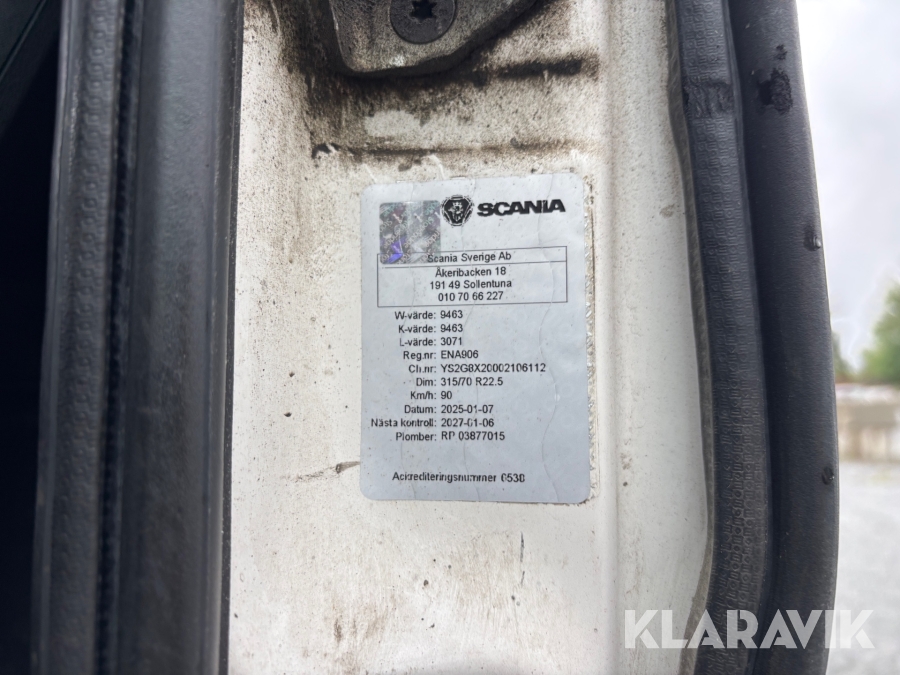 SCANIA
Scania Sverige Ab
Åkeribacken 18
191 49 Sollentuna
010 70 66 227
W-värde: 9463
K-värde: 9463
L-värde: 3071
Reg.nr: ENA906
Ch.nr: YS2G8X20002106112
Dim: 315/70 R22.5
Km/h: 90
Datum: 2025-01-07
Nästa kontroll: 2027-01-06
Plomber: RP 03877015
Ackrediteringsnummer 6538
KLARAVIK